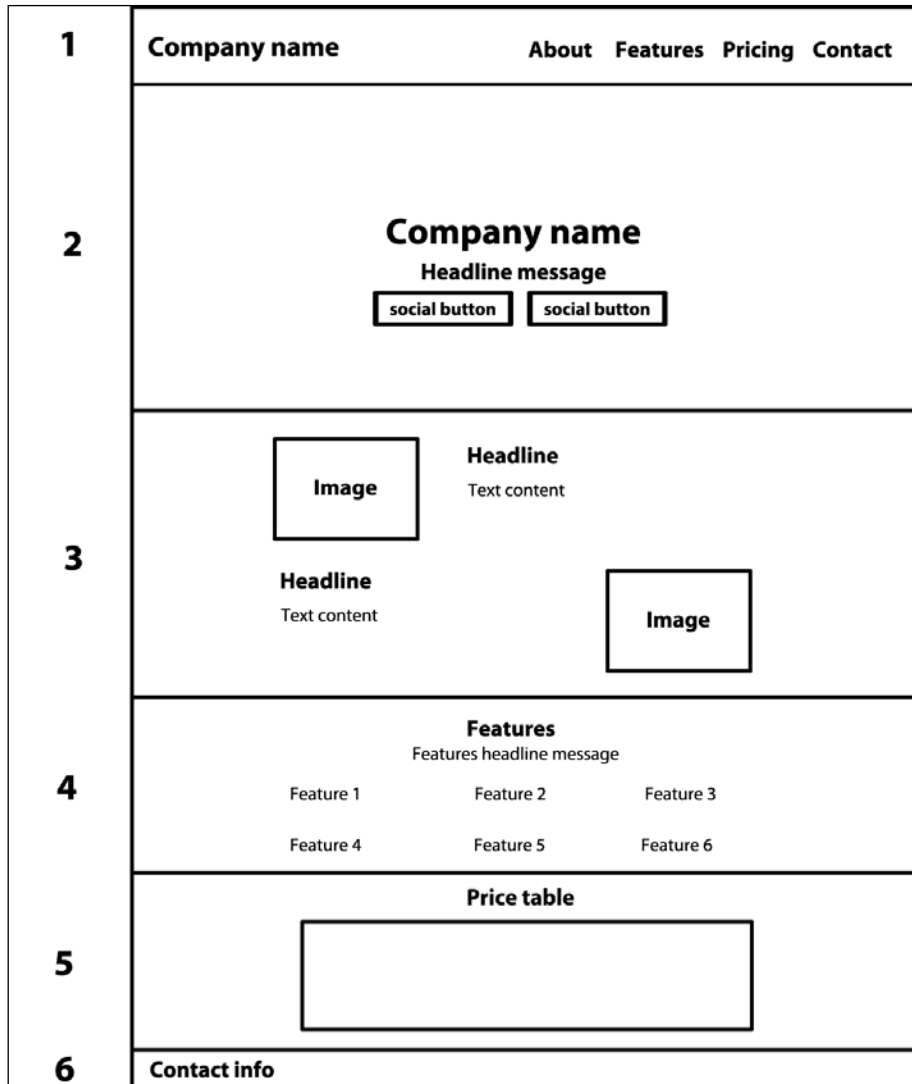 1
Company name
About Features Pricing Contact
2
Company name
Headline message
social button social button
3
Image
Headline
Text content
Headline
Text content
Image
4
Features
Features headline message
Feature 1 Feature 2 Feature 3
Feature 4 Feature 5 Feature 6
5
Price table
6
Contact info